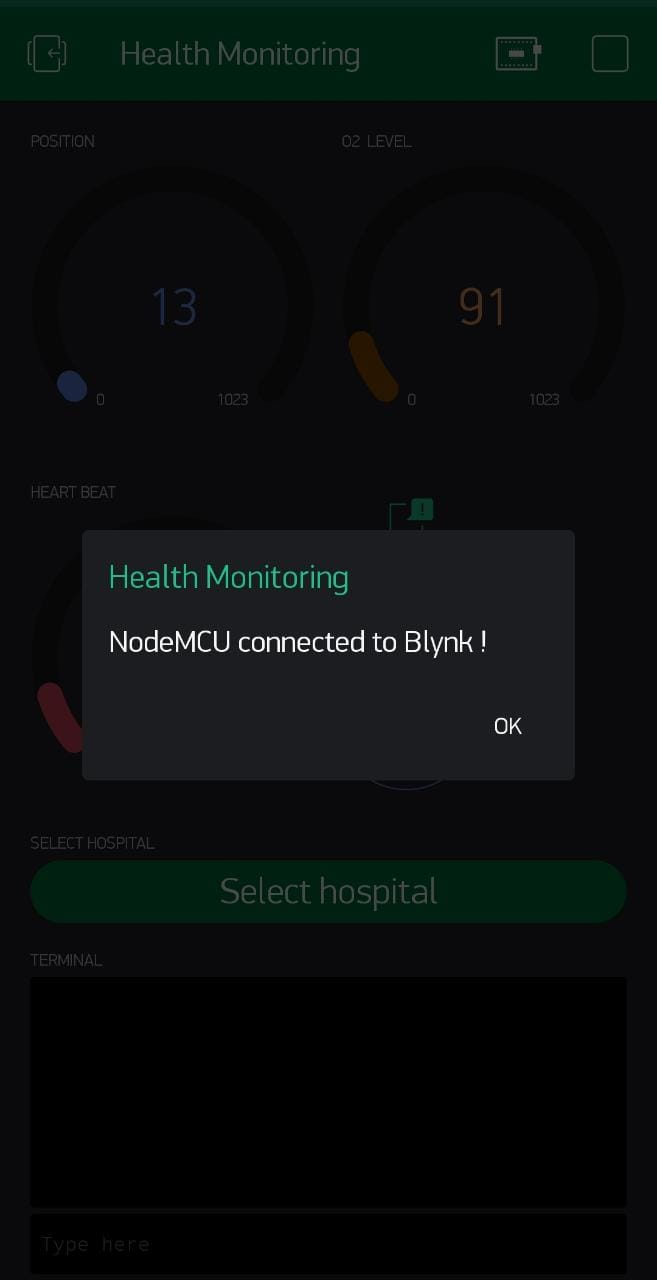 Health Monitoring
POSITION
O2 LEVEL
13
91
0
1023
0
1023
HEART BEAT
!
Health Monitoring
NodeMCU connected to Blynk !
OK
SELECT HOSPITAL
Select hospital
TERMINAL
Type here